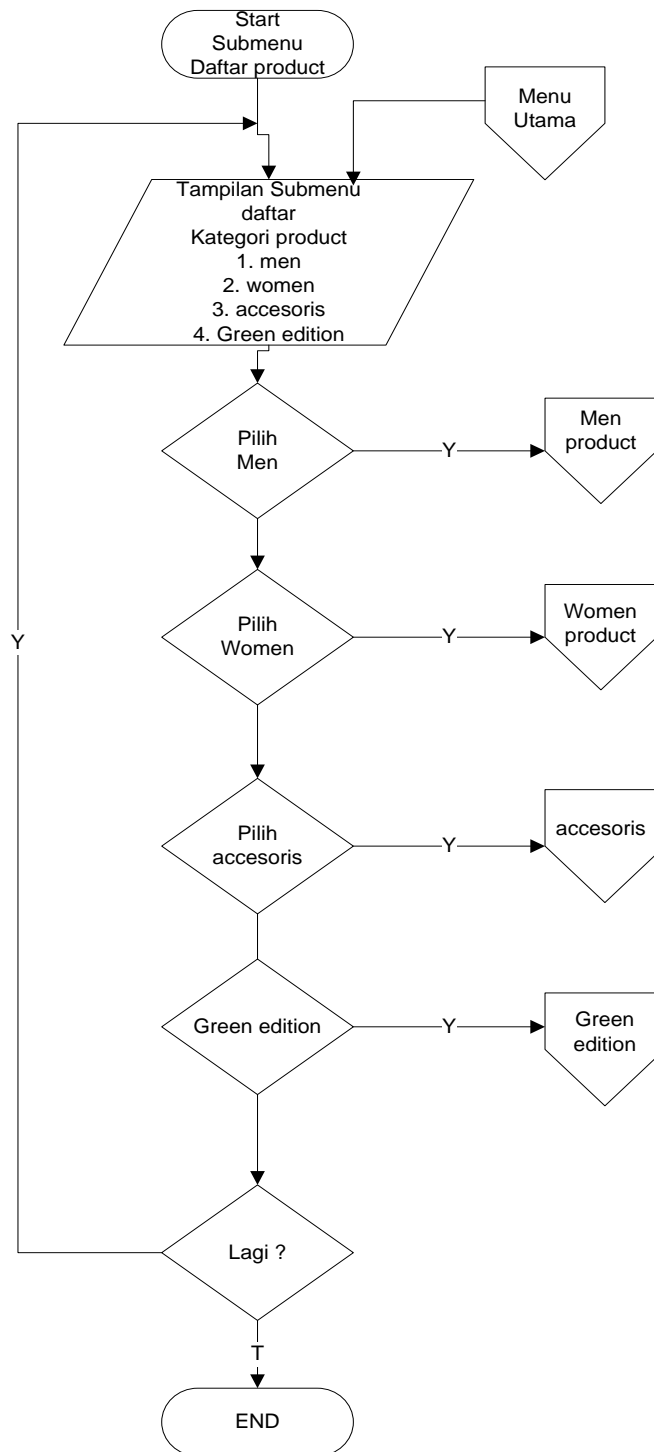 Start
Submenu
Daftar product
Menu
Utama
Tampilan Submenu
daftar
Kategori product
1. men
2. women
3. accesoris
4. Green edition
Pilih
Men
Y
Men
product
Pilih
Women
Y
Women
product
Y
Pilih
accesoris
Y
accesoris
Green edition
Y
Green
edition
Lagi ?
T
END